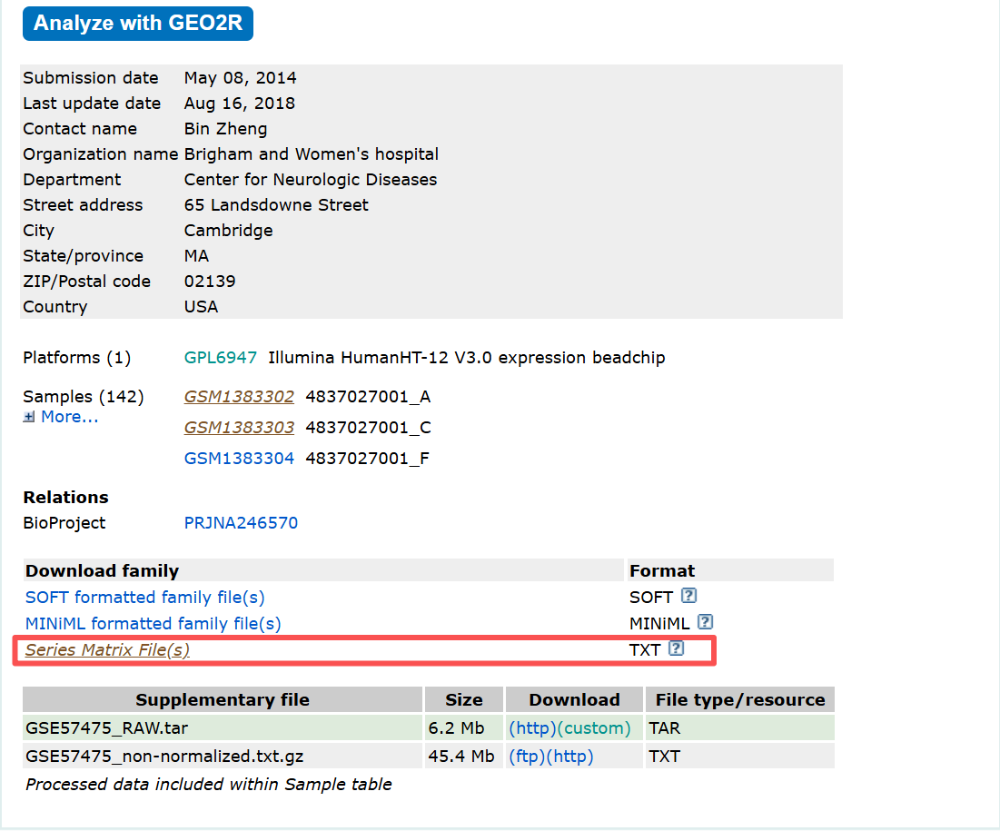 Analyze with GEO2R
Submission date May 08, 2014
Last update date Aug 16, 2018
Contact name Bin Zheng
Organization name Brigham and Women's hospital
Department Center for Neurologic Diseases
Street address 65 Landsdowne Street
City Cambridge
State/province MA
ZIP/Postal code 02139
Country USA
Platforms (1) GPL6947 Illumina HumanHT-12 V3.0 expression beadchip
Samples (142) GSM1383302 4837027001_A
More...
GSM1383303 4837027001_C
GSM1383304 4837027001_F
Relations
BioProject PRJNA246570
Download family Format
SOFT formatted family file(s) SOFT ?
MINiML formatted family file(s) MINiML ?
Series Matrix File(s) TXT ?
Supplementary file Size Download File type/resource
GSE57475_RAW.tar 6.2 Mb (http)(custom) TAR
GSE57475_non-normalized.txt.gz 45.4 Mb (ftp)(http) TXT
Processed data included within Sample table